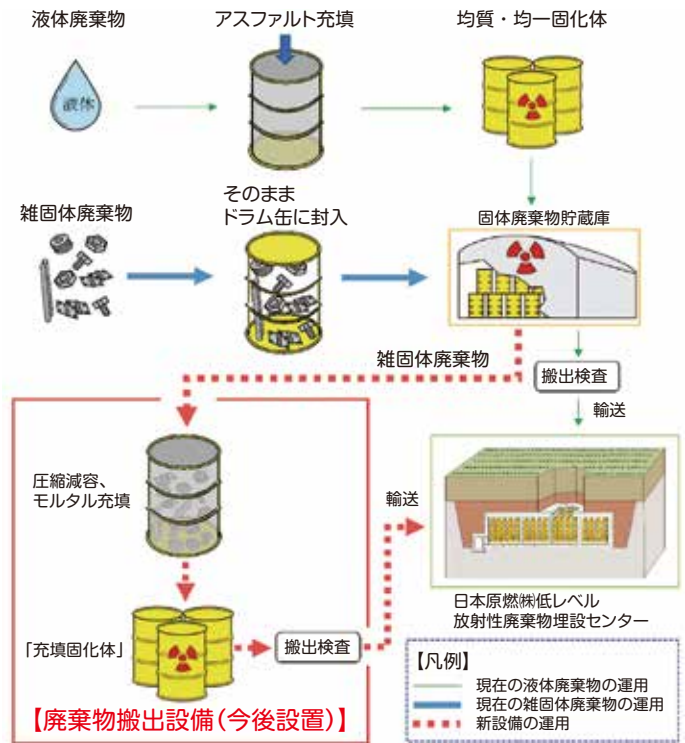 液体廃棄物
アスファルト充填
均質・均一固化体
液体
雑固体廃棄物
そのまま
ドラム缶に封入
固体廃棄物貯蔵庫
雑固体廃棄物
搬出検査
輸送
圧縮減容、
モルタル充填
輸送
日本原燃㈱低レベル
放射性廃棄物埋設センター
「充填固化体」
搬出検査
【廃棄物搬出設備(今後設置)】
【凡例】
現在の液体廃棄物の運用
現在の雑固体廃棄物の運用
新設備の運用